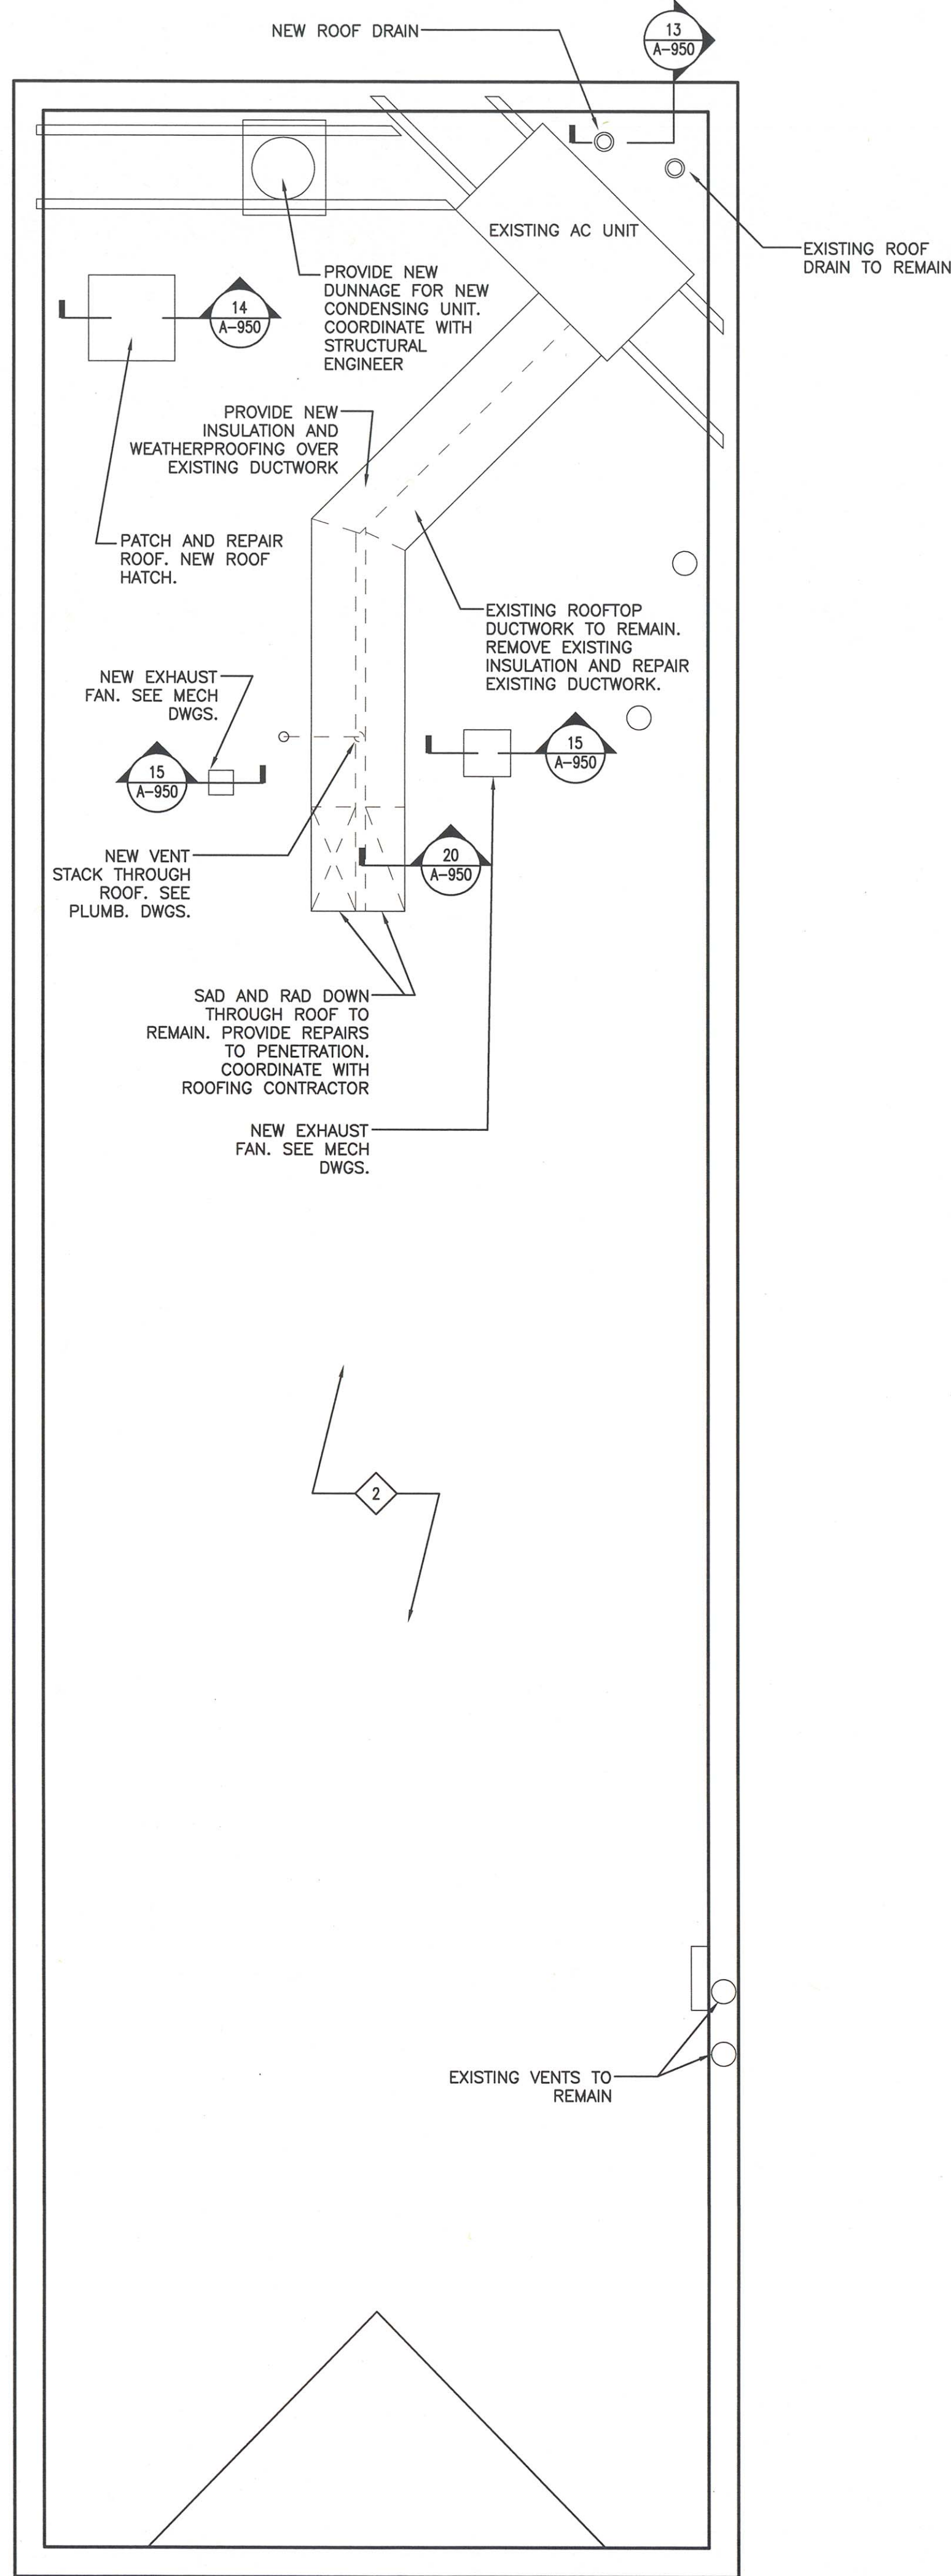 NEW ROOF DRAIN
13
A-950
EXISTING AC UNIT
EXISTING ROOF
DRAIN TO REMAIN
PROVIDE NEW
DUNNAGE FOR NEW
CONDENSING UNIT.
COORDINATE WITH
STRUCTURAL
ENGINEER
14
A-950
PROVIDE NEW
INSULATION AND
WEATHERPROOFING OVER
EXISTING DUCTWORK
PATCH AND REPAIR
ROOF. NEW ROOF
HATCH.
EXISTING ROOFTOP
DUCTWORK TO REMAIN.
REMOVE EXISTING
INSULATION AND REPAIR
EXISTING DUCTWORK.
NEW EXHAUST
FAN. SEE MECH
DWGS.
15
A-950
15
A-950
NEW VENT
STACK THROUGH
ROOF. SEE
PLUMB. DWGS.
20
A-950
SAD AND RAD DOWN
THROUGH ROOF TO
REMAIN. PROVIDE REPAIRS
TO PENETRATION.
COORDINATE WITH
ROOFING CONTRACTOR
NEW EXHAUST
FAN. SEE MECH
DWGS.
2
EXISTING VENTS TO
REMAIN